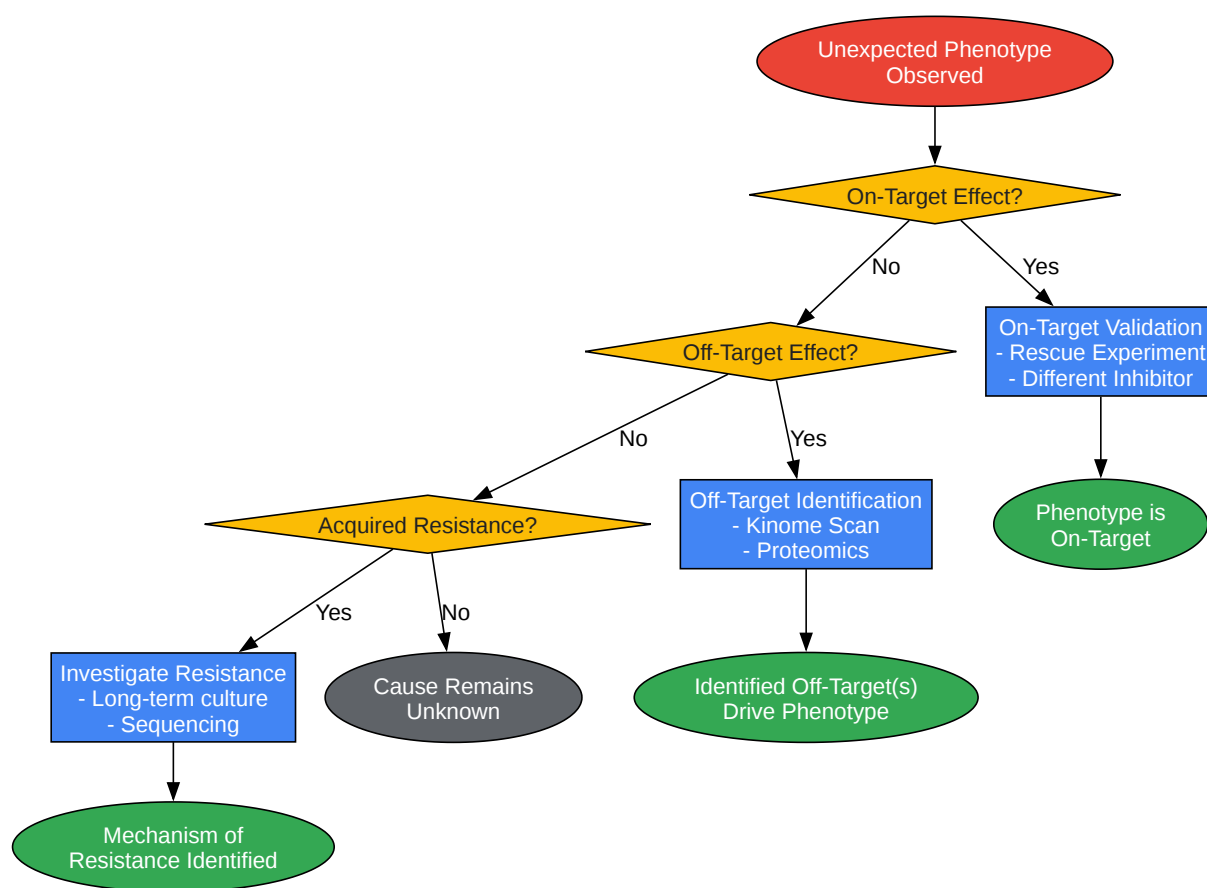 Unexpected Phenotype
Observed
On-Target Effect?
No
Yes
On-Target Validation
- Rescue Experiment
- Different Inhibitor
Off-Target Effect?
No
Yes
Phenotype is
On-Target
Off-Target Identification
- Kinome Scan
- Proteomics
Acquired Resistance?
Yes
No
Investigate Resistance
- Long-term culture
- Sequencing
Cause Remains
Unknown
Identified Off-Target(s)
Drive Phenotype
Mechanism of
Resistance Identified